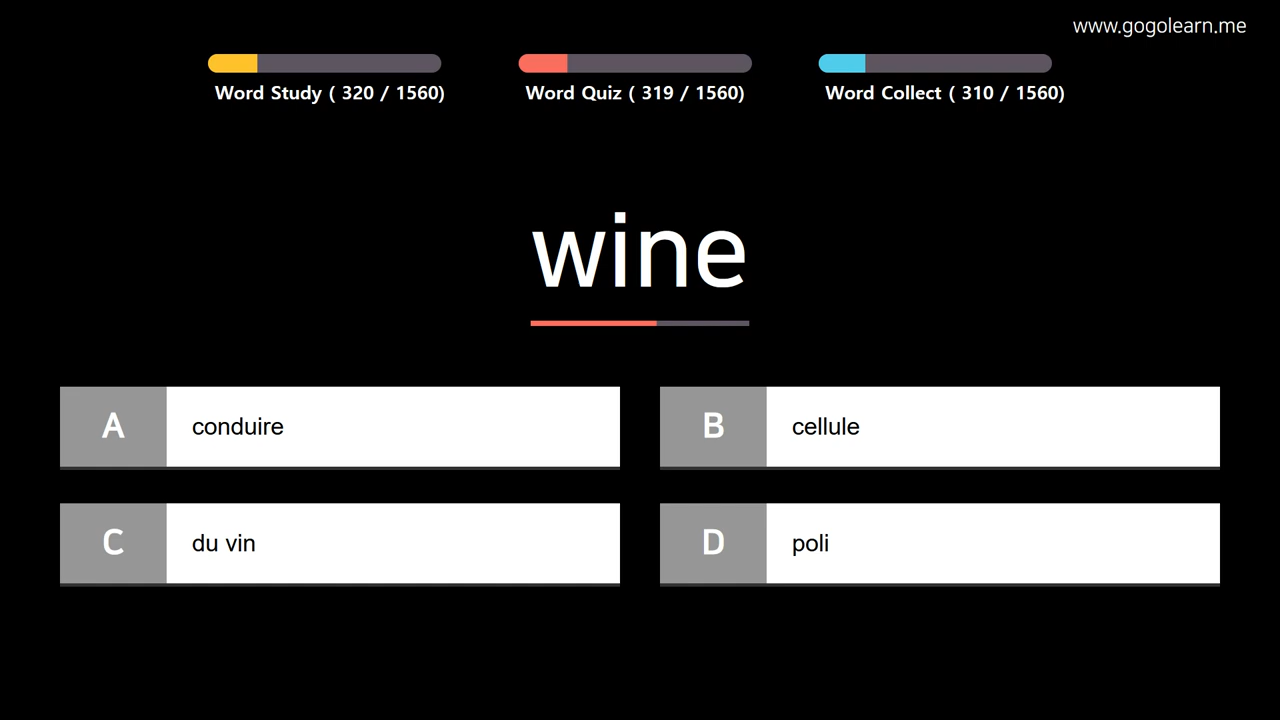 www.gogolearn.me
Word Study ( 320 / 1560)
Word Quiz ( 319 / 1560)
Word Collect ( 310 / 1560)
wine
A conduire
B cellule
C du vin
D poli